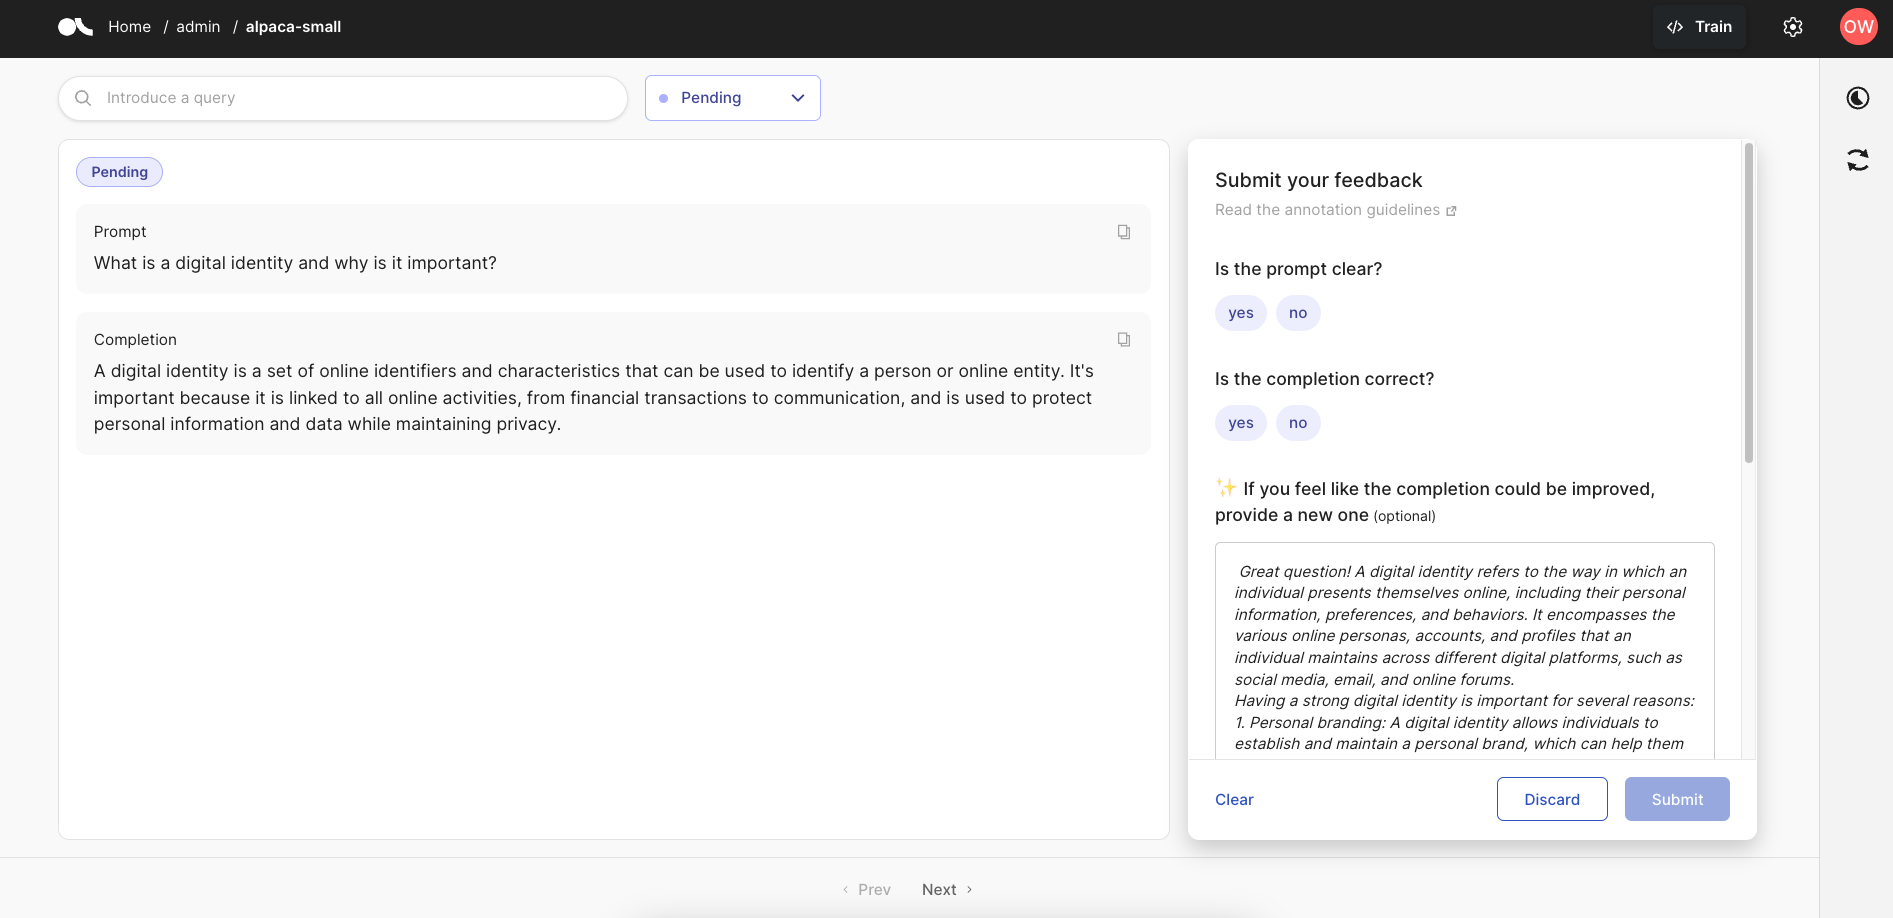 Home / admin / alpaca-small
Train
OW
Introduce a query
Pending
Pending
Prompt
What is a digital identity and why is it important?
Completion
A digital identity is a set of online identifiers and characteristics that can be used to identify a person or online entity. It's
important because it is linked to all online activities, from financial transactions to communication, and is used to protect
personal information and data while maintaining privacy.
Submit your feedback
Read the annotation guidelines
Is the prompt clear?
yes no
Is the completion correct?
yes no
✨ If you feel like the completion could be improved,
provide a new one (optional)
Great question! A digital identity refers to the way in which an
individual presents themselves online, including their personal
information, preferences, and behaviors. It encompasses the
various online personas, accounts, and profiles that an
individual maintains across different digital platforms, such as
social media, email, and online forums.
Having a strong digital identity is important for several reasons:
1. Personal branding: A digital identity allows individuals to
establish and maintain a personal brand, which can help them
Clear Discard Submit
‹ Prev Next ›